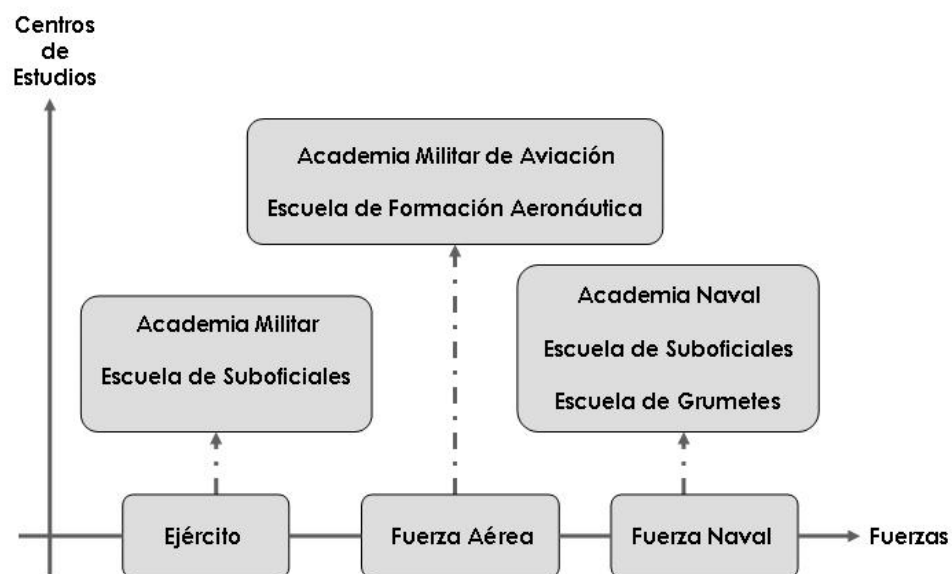 Centros
de
Estudios
Academia Militar de Aviación
Escuela de Formación Aeronáutica
Academia Militar
Escuela de Suboficiales
Academia Naval
Escuela de Suboficiales
Escuela de Grumetes
Ejército
Fuerza Aérea
Fuerza Naval
Fuerzas